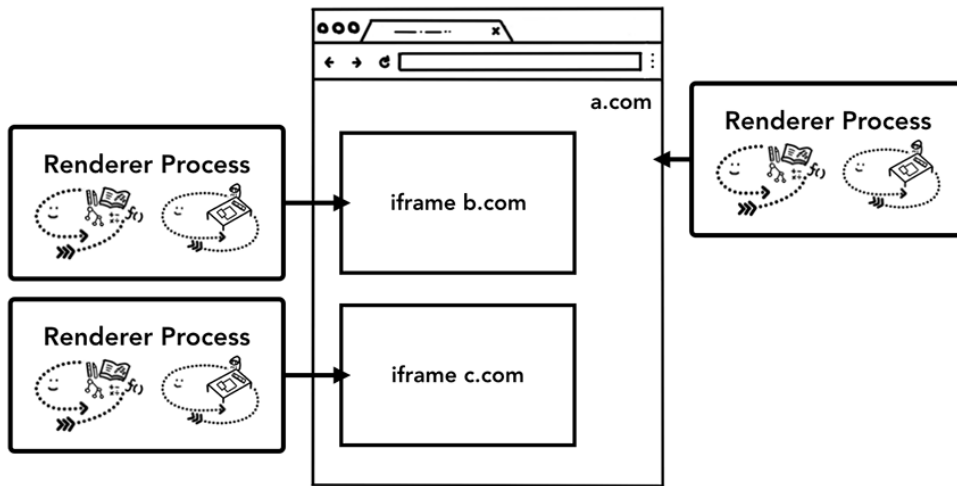 a.com
Renderer Process
f()
iframe b.com
Renderer Process
f()
Renderer Process
f()
iframe c.com